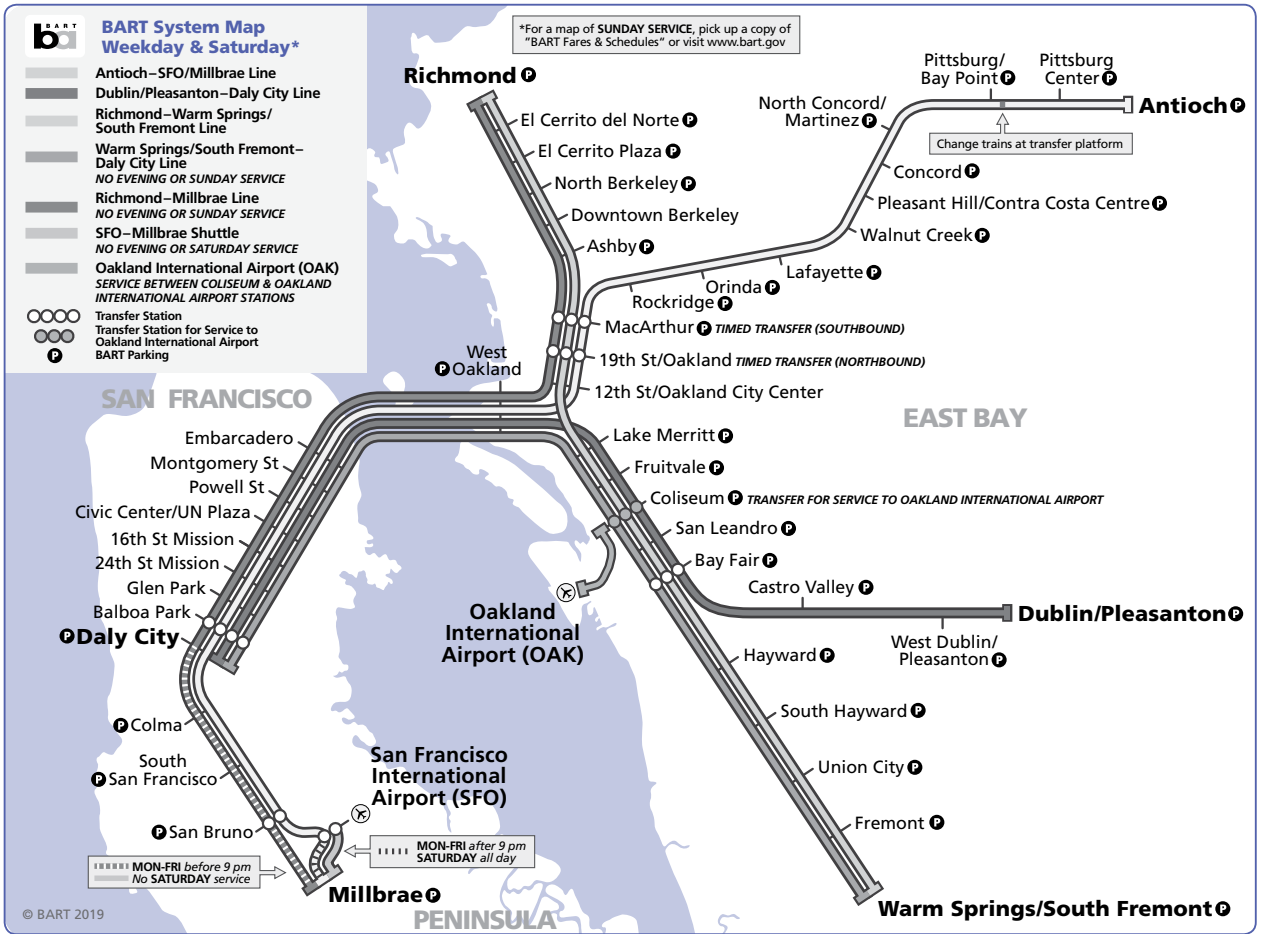 BART
ba
BART System Map
Weekday & Saturday*
Antioch–SFO/Millbrae Line
Dublin/Pleasanton–Daly City Line
Richmond–Warm Springs/
South Fremont Line
Warm Springs/South Fremont–
Daly City Line
NO EVENING OR SUNDAY SERVICE
Richmond–Millbrae Line
NO EVENING OR SUNDAY SERVICE
SFO–Millbrae Shuttle
NO EVENING OR SATURDAY SERVICE
Oakland International Airport (OAK)
SERVICE BETWEEN COLISEUM & OAKLAND
INTERNATIONAL AIRPORT STATIONS
Transfer Station
Transfer Station for Service to
Oakland International Airport
P BART Parking
*For a map of SUNDAY SERVICE, pick up a copy of
"BART Fares & Schedules" or visit www.bart.gov
Richmond P
El Cerrito del Norte P
El Cerrito Plaza P
North Berkeley P
Downtown Berkeley
Ashby P
Pittsburg/
Bay Point P
Pittsburg
Center P
Antioch P
Change trains at transfer platform
North Concord/
Martinez P
Concord P
Pleasant Hill/Contra Costa Centre P
Walnut Creek P
Lafayette P
Orinda P
Rockridge P
MacArthur P TIMED TRANSFER (SOUTHBOUND)
19th St/Oakland TIMED TRANSFER (NORTHBOUND)
12th St/Oakland City Center
West
P Oakland
SAN FRANCISCO
EAST BAY
Embarcadero
Montgomery St
Powell St
Civic Center/UN Plaza
16th St Mission
24th St Mission
Glen Park
Balboa Park
P Daly City
Lake Merritt P
Fruitvale P
Coliseum P TRANSFER FOR SERVICE TO OAKLAND INTERNATIONAL AIRPORT
San Leandro P
Bay Fair P
Castro Valley P
Dublin/Pleasanton P
West Dublin/
Pleasanton P
Oakland
International
Airport (OAK)
Hayward P
South Hayward P
Union City P
Fremont P
Warm Springs/South Fremont P
P Colma
South
P San Francisco
P San Bruno
San Francisco
International
Airport (SFO)
MON-FRI after 9 pm
SATURDAY all day
MON-FRI before 9 pm
No SATURDAY service
Millbrae P
PENINSULA
© BART 2019